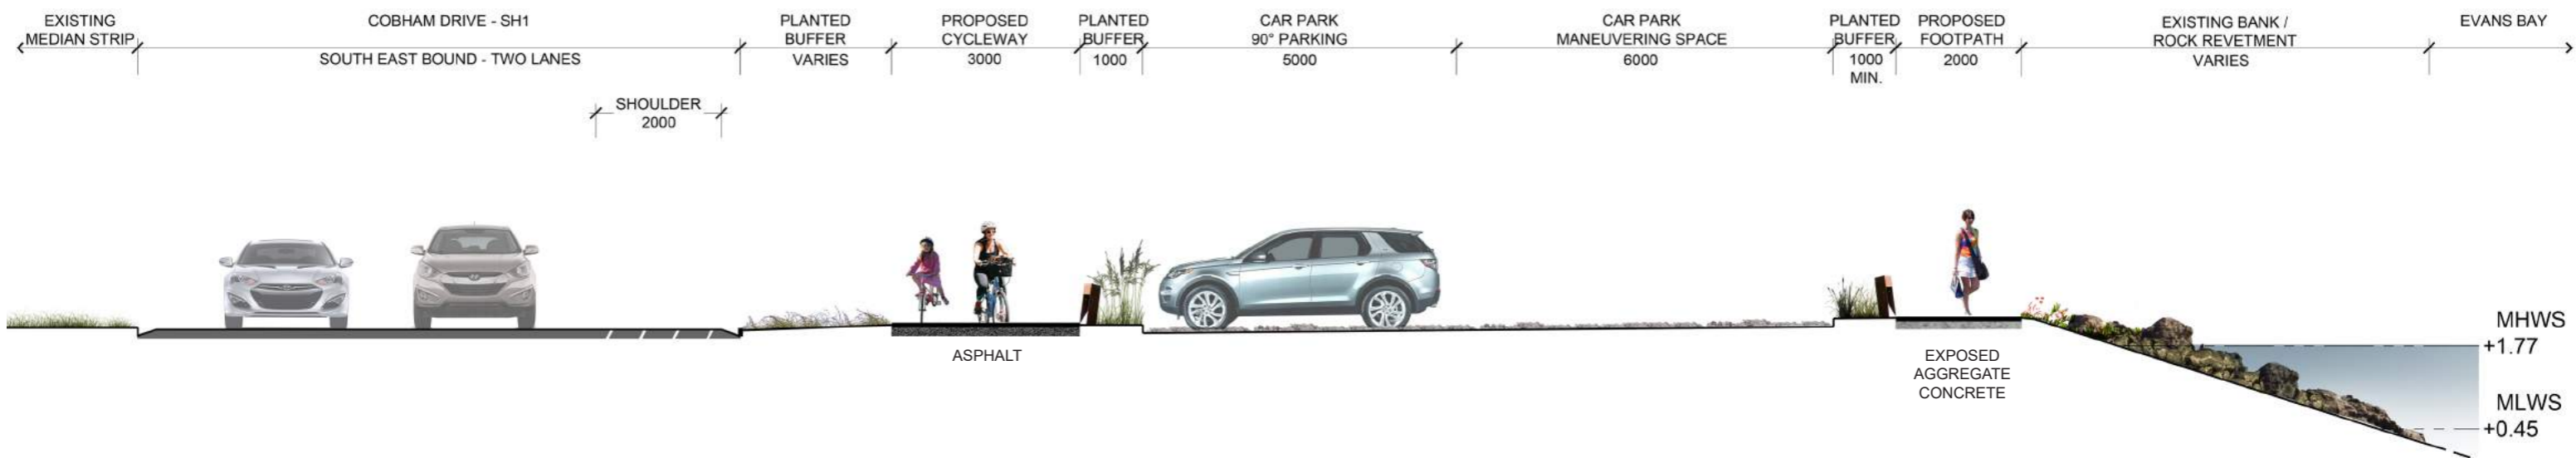 EXISTING
MEDIAN STRIP
COBHAM DRIVE - SH1
SOUTH EAST BOUND - TWO LANES
SHOULDER
2000
PLANTED
BUFFER
VARIES
PROPOSED
CYCLEWAY
3000
PLANTED
BUFFER
1000
CAR PARK
90° PARKING
5000
CAR PARK
MANEUVERING SPACE
6000
PLANTED
BUFFER
1000
MIN.
PROPOSED
FOOTPATH
2000
EXISTING BANK /
ROCK REVETMENT
VARIES
EVANS BAY
ASPHALT
EXPOSED
AGGREGATE
CONCRETE
MHWS
+1.77
MLWS
+0.45